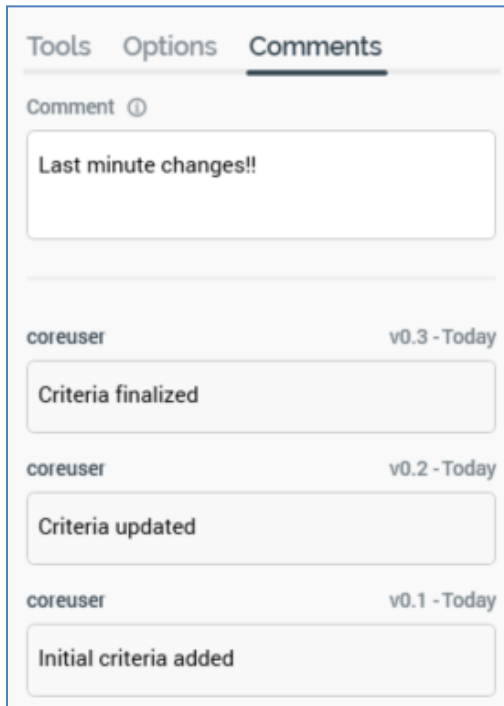 Tools Options Comments
Comment ⓘ
Last minute changes!!
coreuser v0.3 - Today
Criteria finalized
coreuser v0.2 - Today
Criteria updated
coreuser v0.1 - Today
Initial criteria added